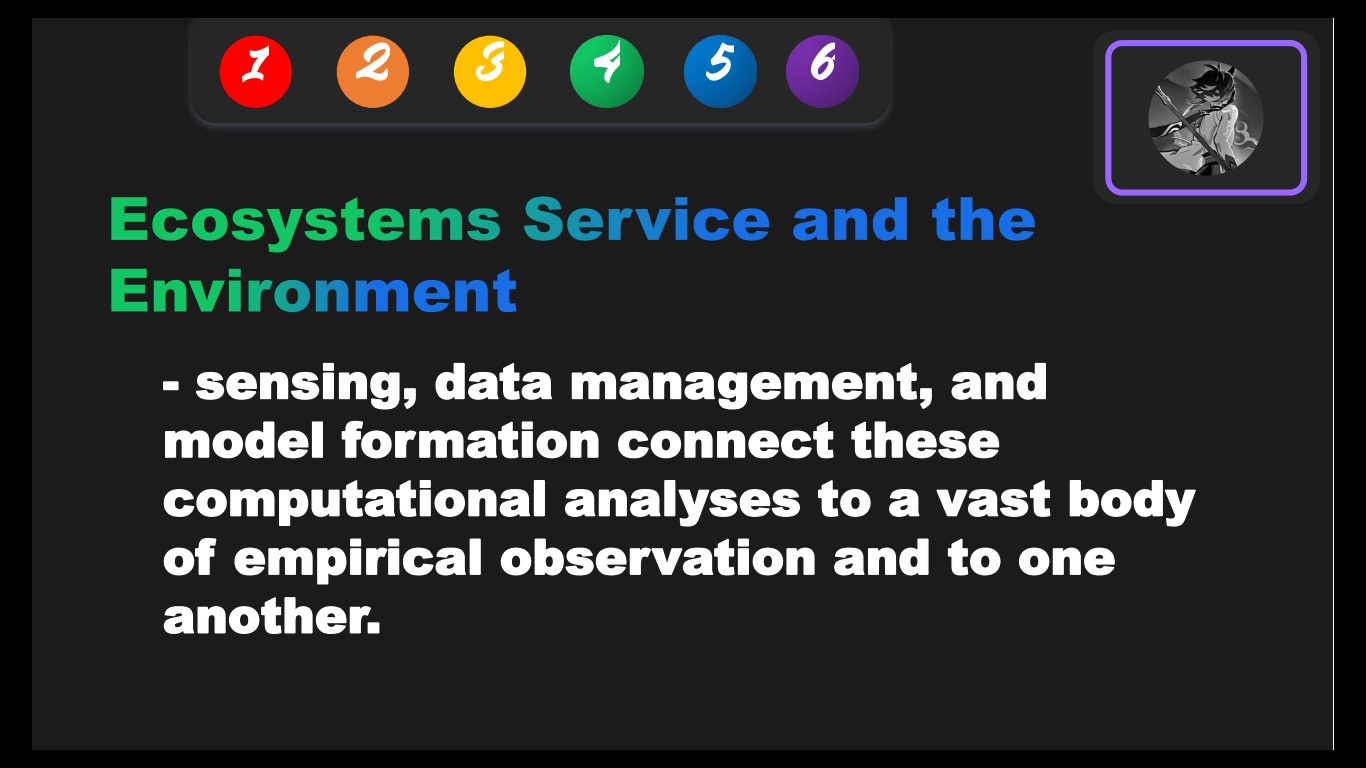 1 2 3 4 5 6
Ecosystems Service and the
Environment
- sensing, data management, and
model formation connect these
computational analyses to a vast body
of empirical observation and to one
another.